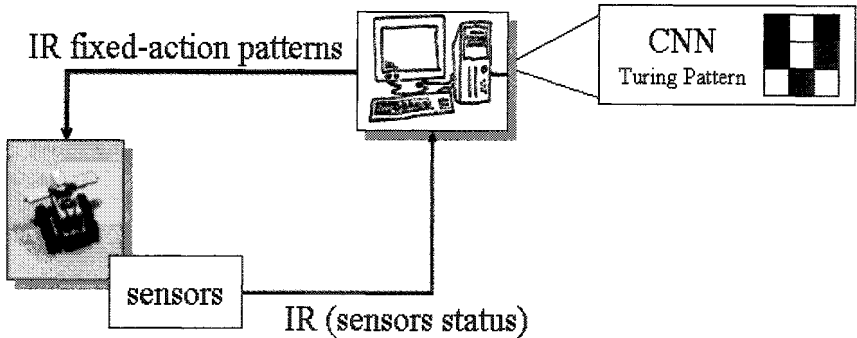 IR fixed-action patterns
CNN
Turing Pattern
sensors
IR (sensors status)